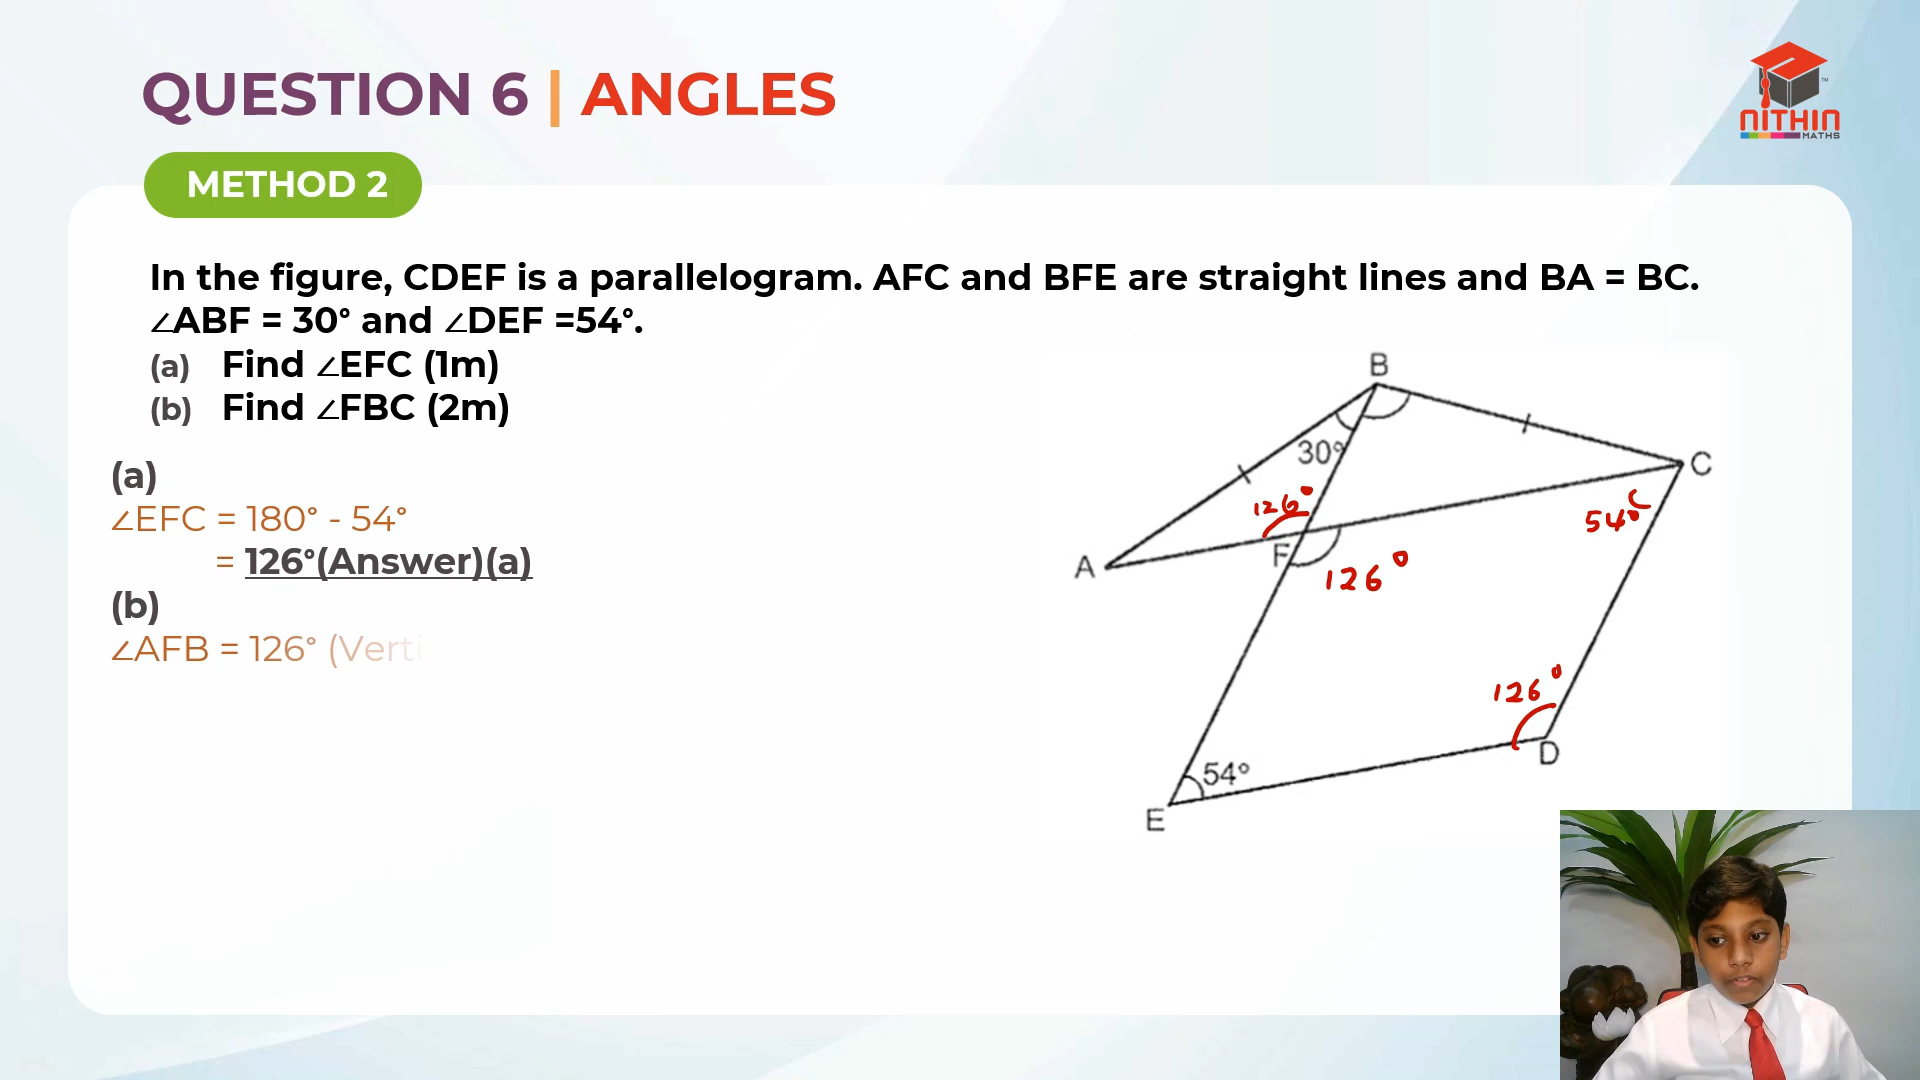 QUESTION 6 | ANGLES
NITHIN
MATHS
TM
METHOD 2
In the figure, CDEF is a parallelogram. AFC and BFE are straight lines and BA = BC.
∠ABF = 30° and ∠DEF =54°.
(a) Find ∠EFC (1m)
(b) Find ∠FBC (2m)
(a)
∠EFC = 180° - 54°
= 126°(Answer)(a)
(b)
∠AFB = 126° (Verti
B
30°
C
126°
54°
A
F
126°
126°
D
54°
E